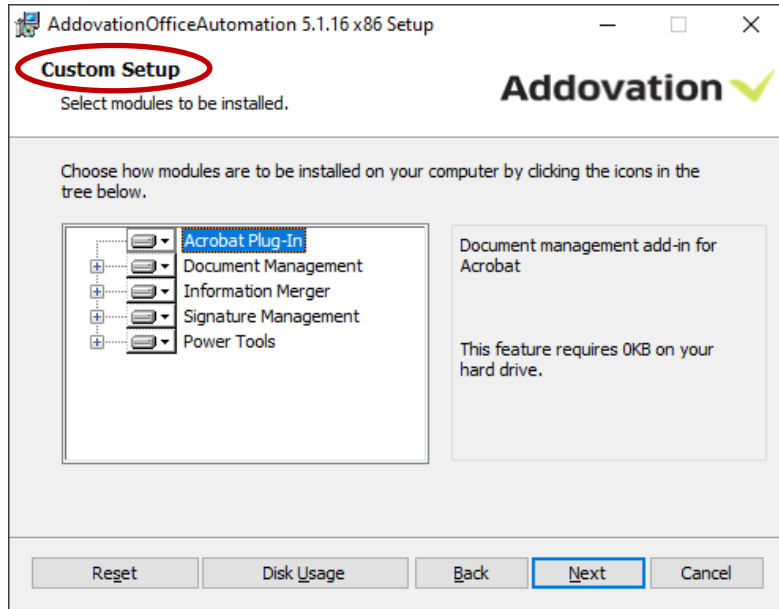 AddovationOfficeAutomation 5.1.16 x86 Setup
Custom Setup
Select modules to be installed.
Addovation
Choose how modules are to be installed on your computer by clicking the icons in the
tree below.
Acrobat Plug-In
Document Management
Information Merger
Signature Management
Power Tools
Document management add-in for
Acrobat
This feature requires 0KB on your
hard drive.
Reset
Disk Usage
Back
Next
Cancel